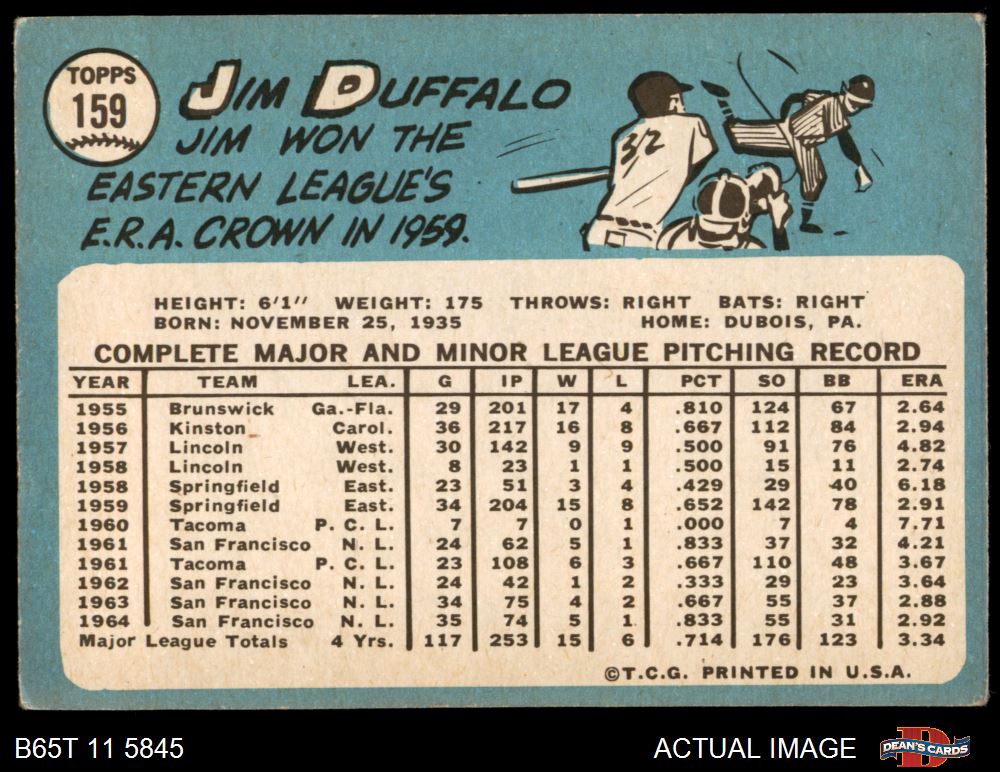 TOPPS
159
JIM DUFFALO
JIM WON THE
EASTERN LEAGUE'S
E.R.A. CROWN IN 1959.
32
HEIGHT: 6'1" WEIGHT: 175 THROWS: RIGHT BATS: RIGHT
BORN: NOVEMBER 25, 1935 HOME: DUBOIS, PA.
COMPLETE MAJOR AND MINOR LEAGUE PITCHING RECORD
YEAR TEAM LEA. G IP W L PCT SO BB ERA
1955 Brunswick Ga.-Fla. 29 201 17 4 .810 124 67 2.64
1956 Kinston Carol. 36 217 16 8 .667 112 84 2.94
1957 Lincoln West. 30 142 9 9 .500 91 76 4.82
1958 Lincoln West. 8 23 1 1 .500 15 11 2.74
1958 Springfield East. 23 51 3 4 .429 29 40 6.18
1959 Springfield East. 34 204 15 8 .652 142 78 2.91
1960 Tacoma P. C. L. 7 7 0 1 .000 7 4 7.71
1961 San Francisco N. L. 24 62 5 1 .833 37 32 4.21
1961 Tacoma P. C. L. 23 108 6 3 .667 110 48 3.67
1962 San Francisco N. L. 24 42 1 2 .333 29 23 3.64
1963 San Francisco N. L. 34 75 4 2 .667 55 37 2.88
1964 San Francisco N. L. 35 74 5 1 .833 55 31 2.92
Major League Totals 4 Yrs. 117 253 15 6 .714 176 123 3.34
©T.C.G. PRINTED IN U.S.A.
B65T 11 5845 ACTUAL IMAGE DEAN'S CARDS